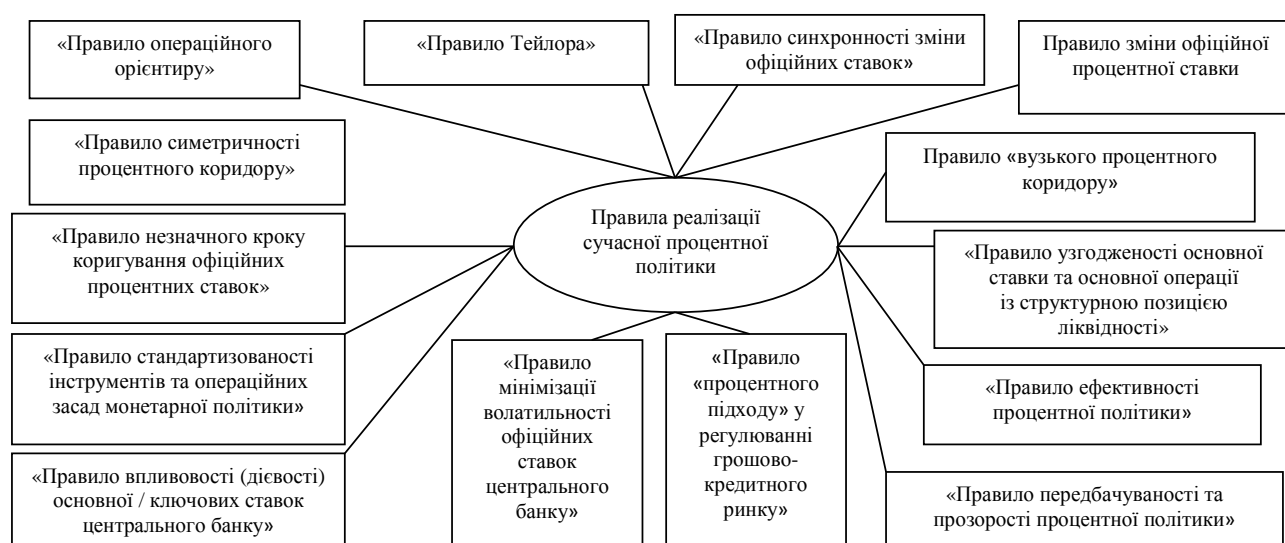 «Правило операційного
орієнтиру»
«Правило Тейлора»
«Правило синхронності зміни
офіційних ставок»
Правило зміни офіційної
процентної ставки
«Правило симетричності
процентного коридору»
Правило «вузького процентного
коридору»
Правила реалізації
сучасної процентної
політики
«Правило незначного кроку
коригування офіційних
процентних ставок»
«Правило узгодженості основної
ставки та основної операції
із структурною позицією
ліквідності»
«Правило стандартизованості
інструментів та операційних
засад монетарної політики»
«Правило
мінімізації
волатильності
офіційних
ставок
центрального
банку»
«Правило
«процентного
підходу» у
регулюванні
грошово-
кредитного
ринку»
«Правило ефективності
процентної політики»
«Правило впливовості (дієвості)
основної / ключових ставок
центрального банку»
«Правило передбачуваності та
прозорості процентної політики»